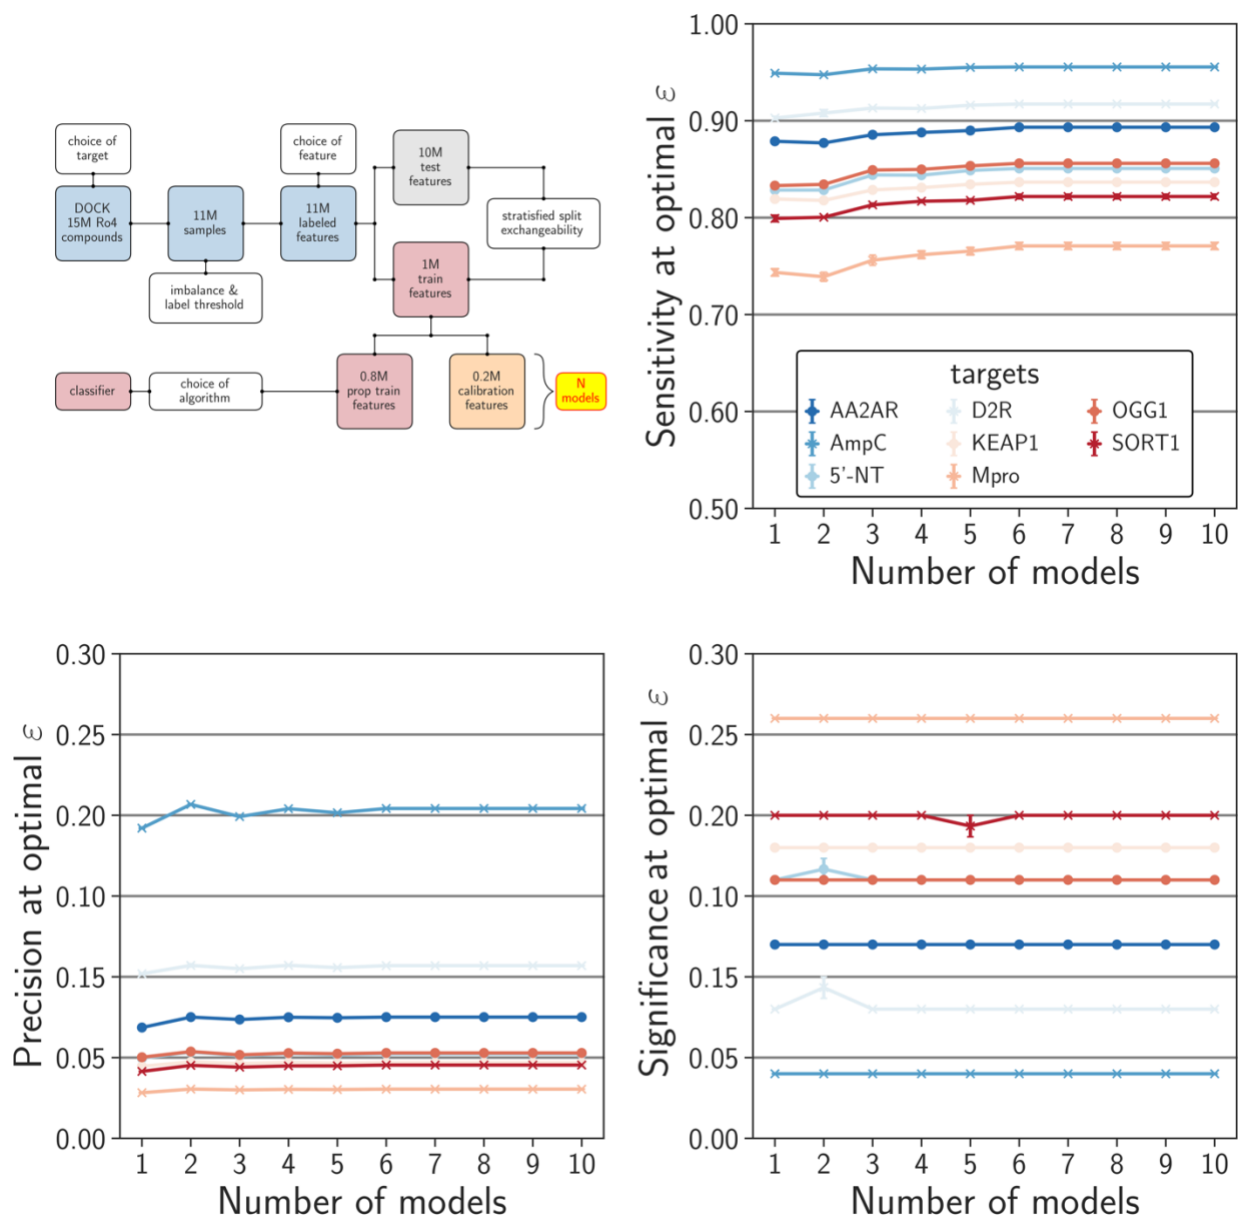 choice of
target
DOCK
15M Ro4
compounds
11M
samples
imbalance &
label threshold
choice of
feature
11M
labeled
features
10M
test
features
stratisfied split
exchangeability
1M
train
features
classifier
choice of
algorithm
0.8M
prop train
features
0.2M
calibration
features
N
models
Sensitivity at optimal ε
1.00
0.90
0.80
0.70
0.60
0.50
targets
AA2AR
AmpC
5'-NT
D2R
KEAP1
Mpro
OGG1
SORT1
1 2 3 4 5 6 7 8 9 10
Number of models
Precision at optimal ε
0.30
0.25
0.20
0.10
0.15
0.05
0.00
1 2 3 4 5 6 7 8 9 10
Number of models
Significance at optimal ε
0.30
0.25
0.20
0.10
0.15
0.05
0.00
1 2 3 4 5 6 7 8 9 10
Number of models